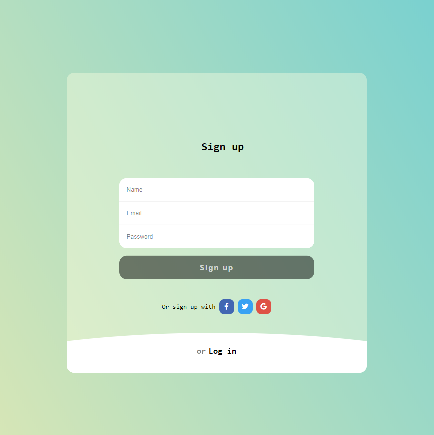 Sign up
Name
Email
Password
Sign up
Or sign up with
or Log in